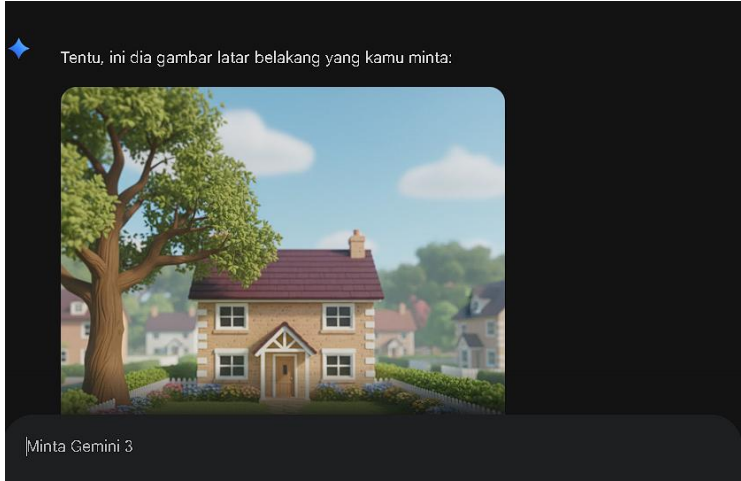 Tentu, ini dia gambar latar belakang yang kamu minta:
Minta Gemini 3